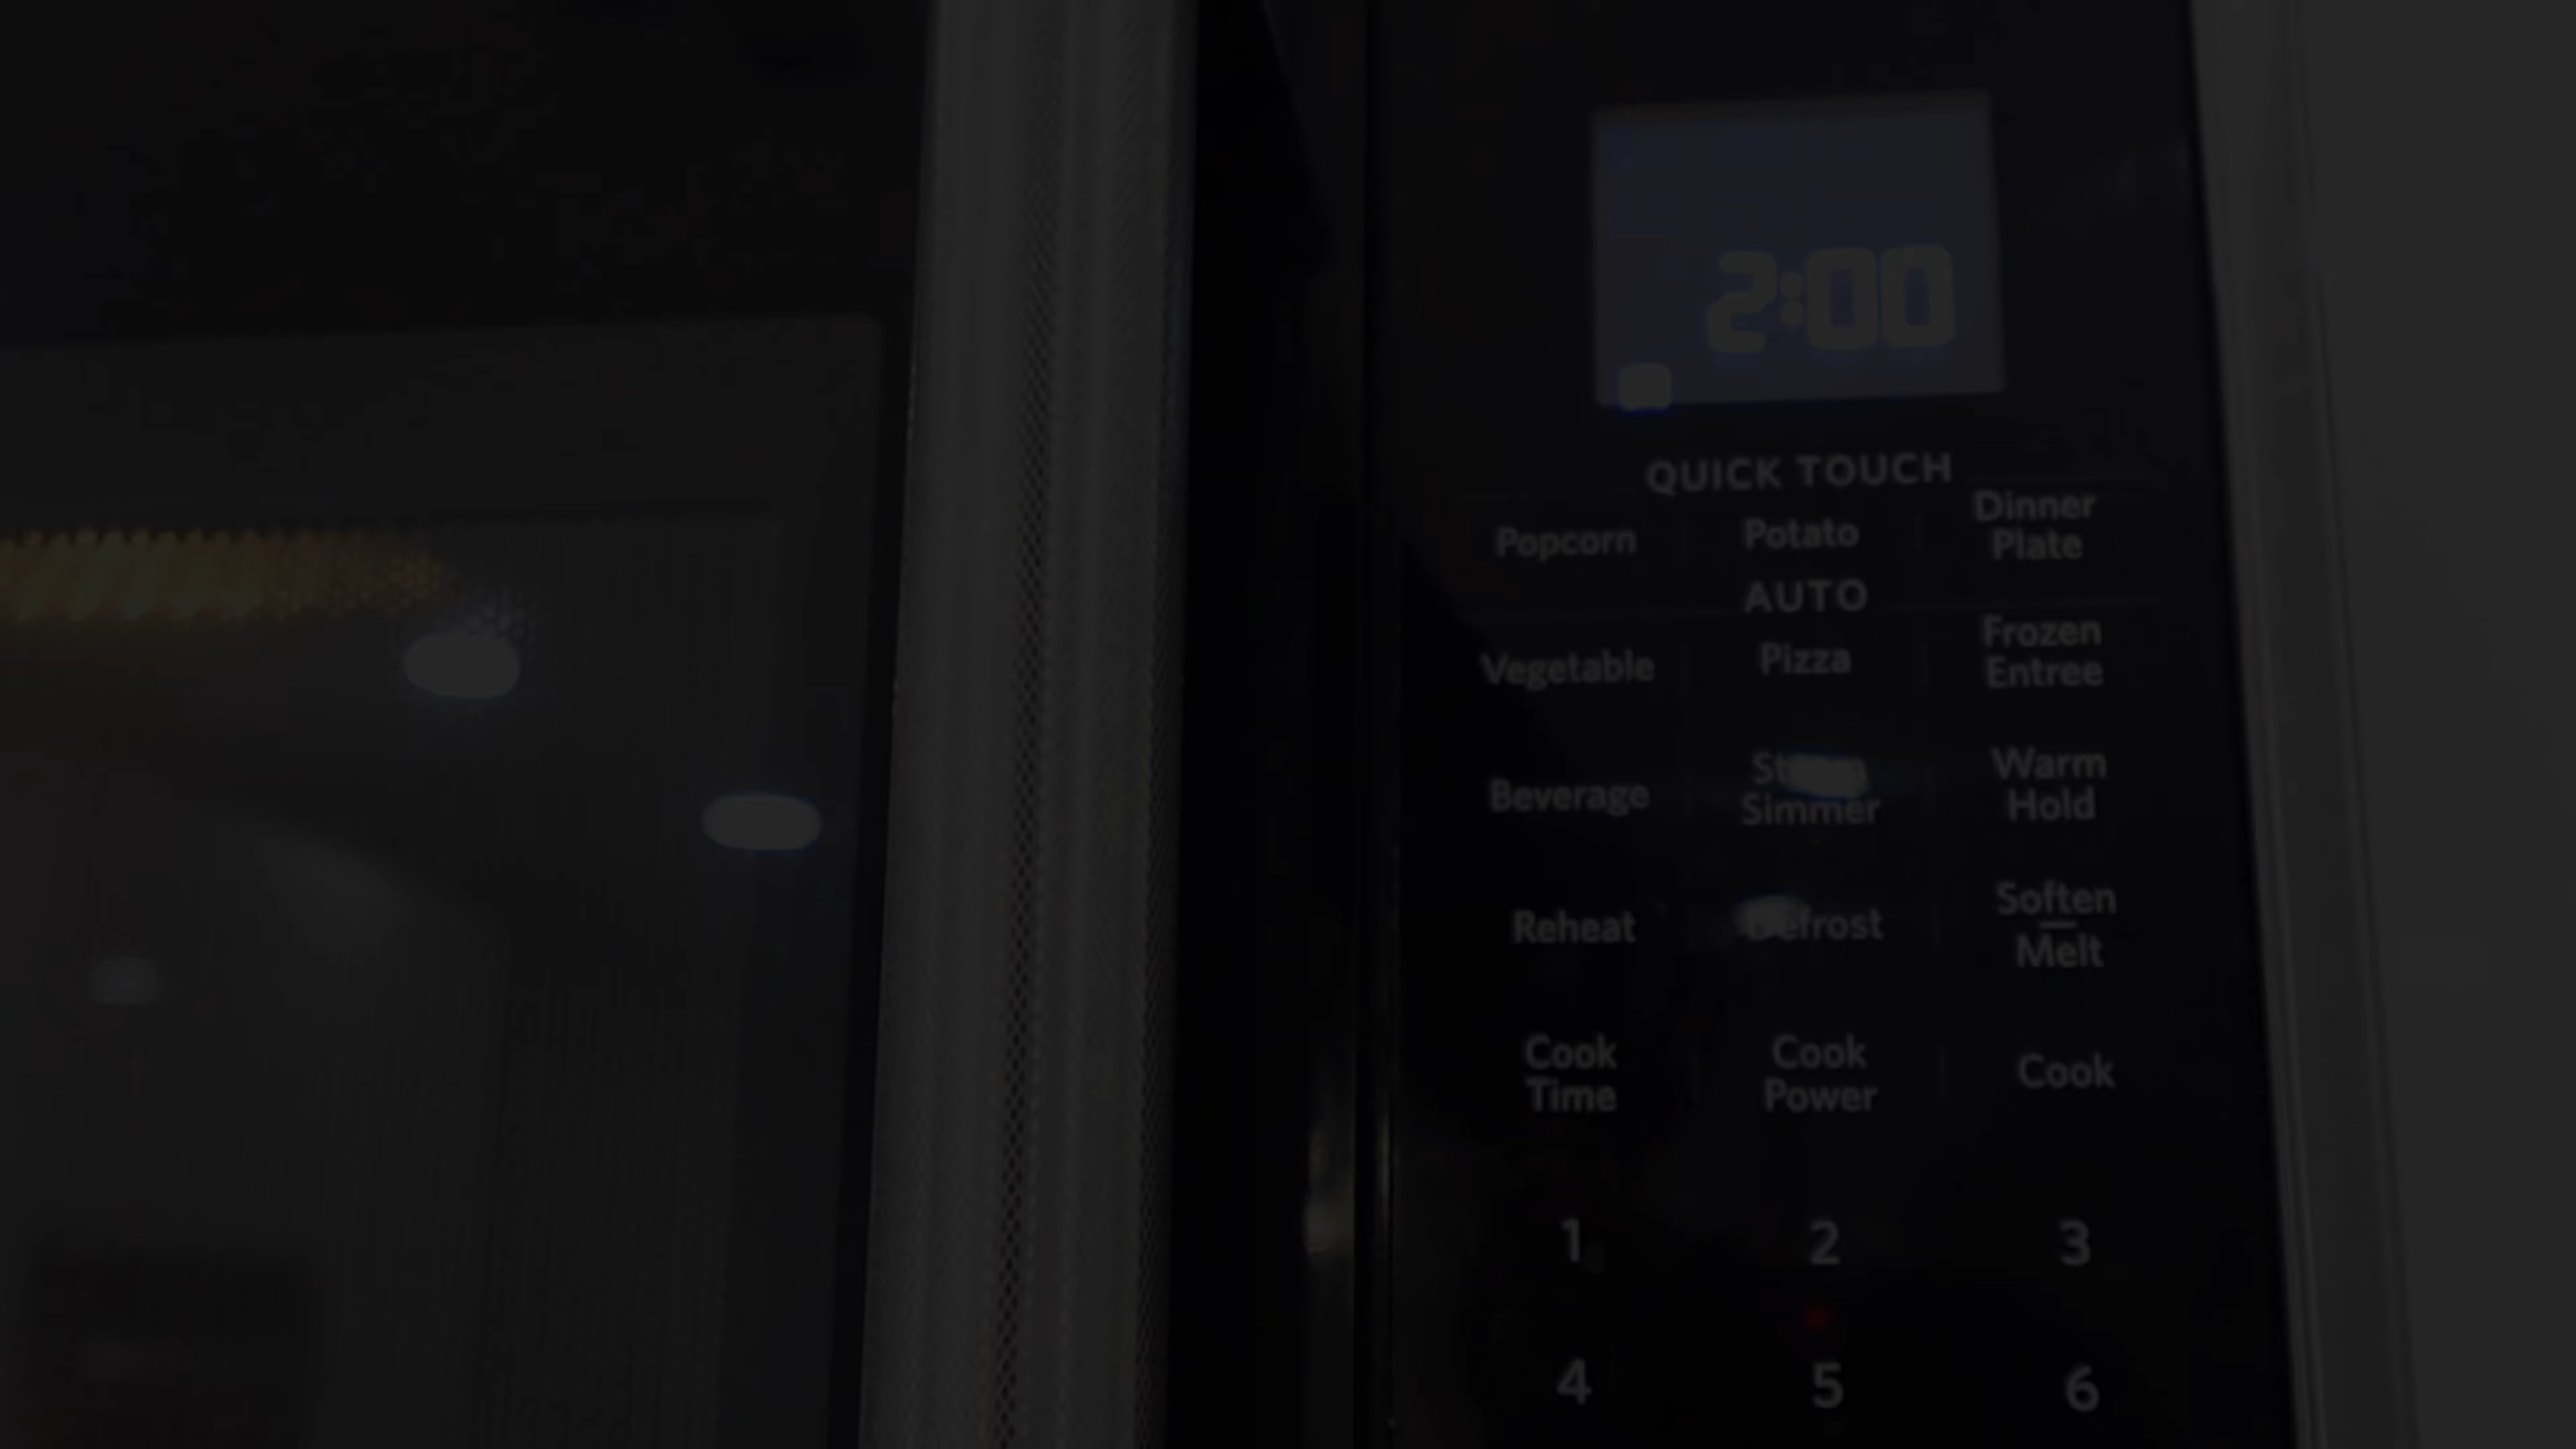 2:00
QUICK TOUCH
Popcorn Potato Dinner Plate
AUTO
Vegetable Pizza Frozen Entree
Beverage Simmer Warm Hold
Reheat Defrost Soften Melt
Cook Time Cook Power Cook
1 2 3
4 5 6